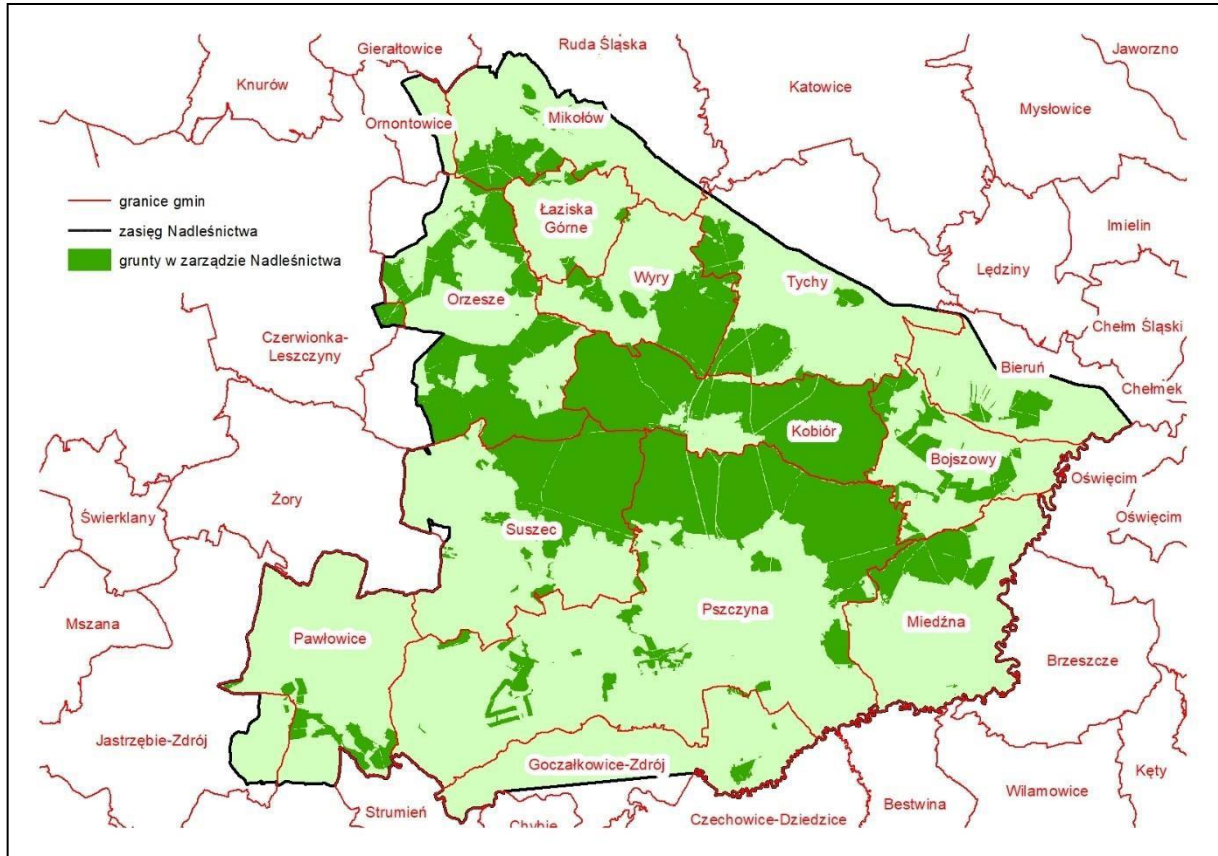 Gierałtowice
Ruda Śląska
Jaworzno
Knurów
Katowice
Mysłowice
Ornontowice
Mikołów
granice gmin
zasięg Nadleśnictwa
grunty w zarządzie Nadleśnictwa
Łaziska
Górne
Imielin
Lędziny
Wyry
Tychy
Orzesze
Chełm Śląski
Czerwionka-
Leszczyny
Bieruń
Chełmek
Kobiór
Bojszowy
Oświęcim
Żory
Świerklany
Oświęcim
Suszec
Pszczyna
Miedźna
Mszana
Pawłowice
Brzeszcze
Jastrzębie-Zdrój
Goczałkowice-Zdrój
Kęty
Strumień
Chybie
Czechowice-Dziedzice
Bestwina
Wilamowice